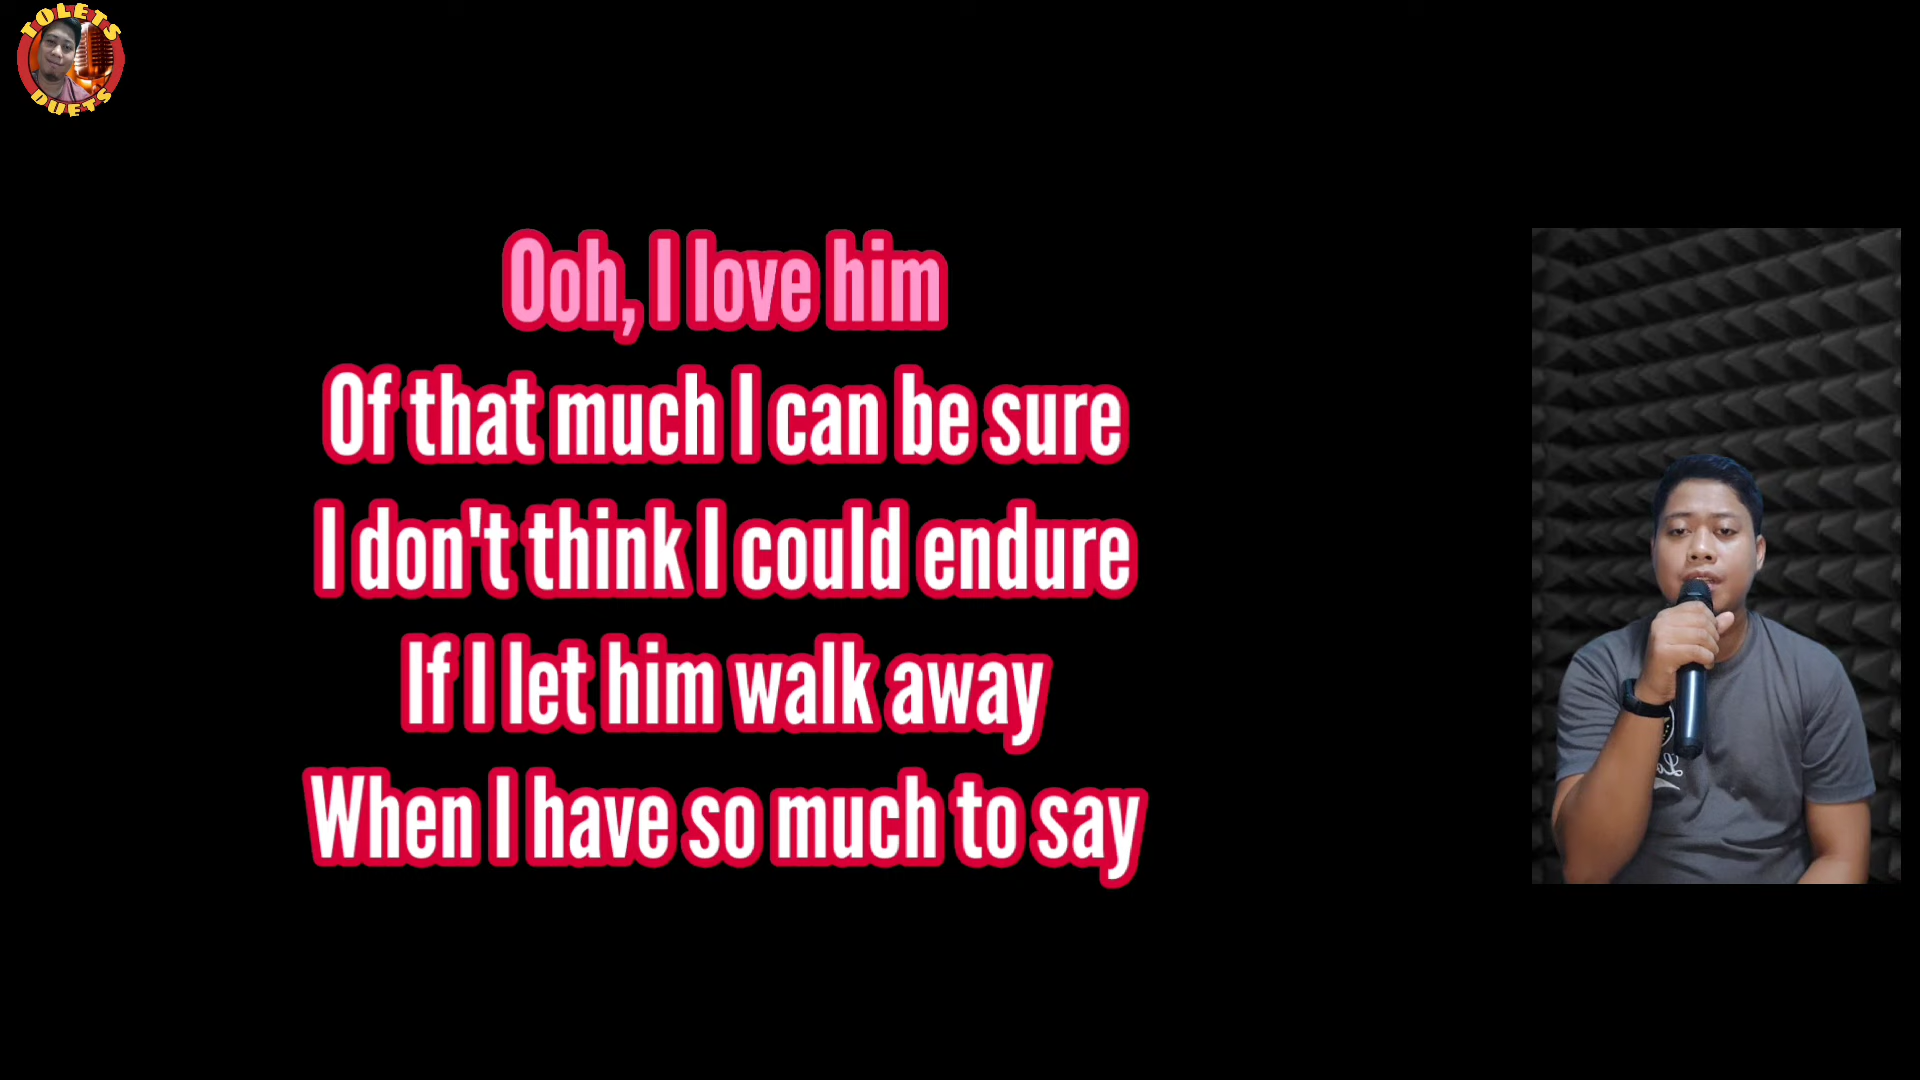 TOLETS
DUETS
Ooh, I love him
Of that much I can be sure
I don't think I could endure
If I let him walk away
When I have so much to say